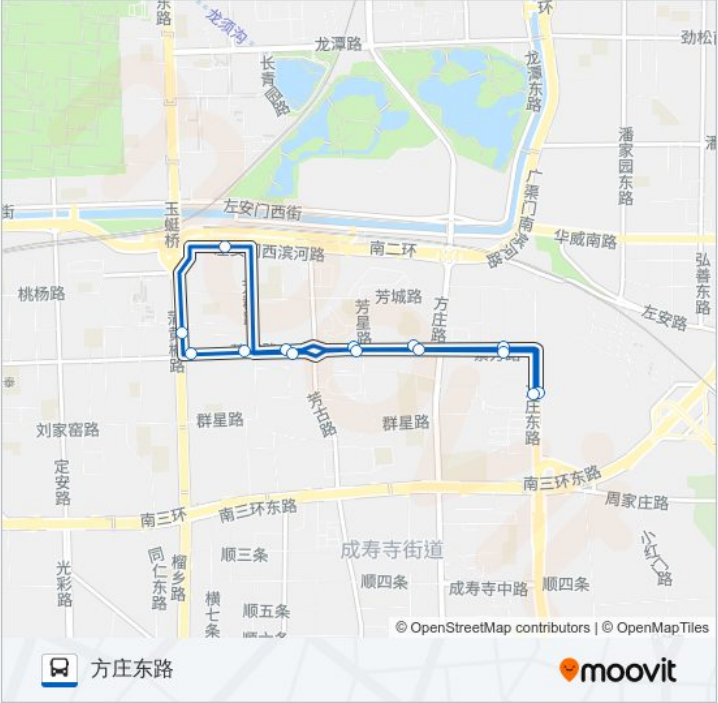 环
东路
龙须沟
龙潭路
劲松
长青园路
龙潭东路
潘家园东路
左安门西街
街
玉蜓桥
广渠门南滨河路
华威南路
南二环
弘善东路
桃杨路
芳城路
左安路
芳星路
方庄路
蒲黄榆路
群星路
群星路
芳古路
庄东路
刘家窑路
定安路
南三环东路
周家庄路
南三环
南三环东路
成寿寺街道
小红门路
顺三条
同仁东路
榴乡路
光彩路
顺四条
成寿寺中路
顺四条
横七条
顺五条
© OpenStreetMap contributors | © OpenMapTiles
方庄东路
moovit